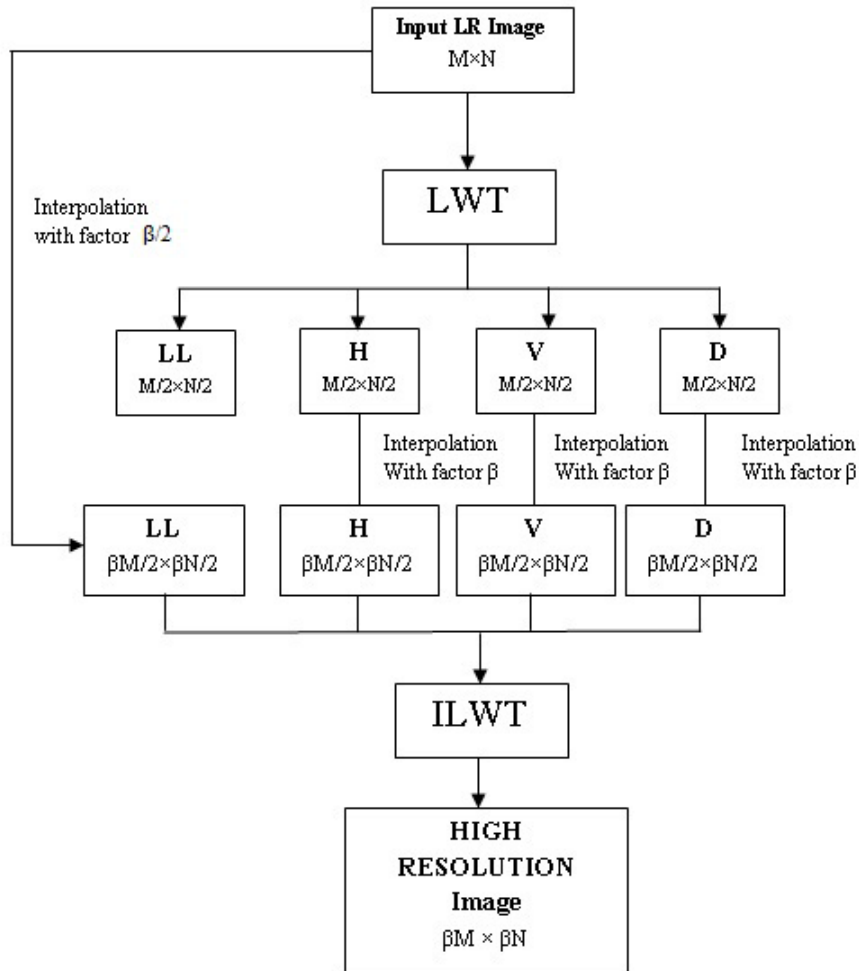 Input LR Image
M×N
LWT
Interpolation
with factor β/2
LL
M/2×N/2
H
M/2×N/2
V
M/2×N/2
D
M/2×N/2
Interpolation
With factor β
Interpolation
With factor β
Interpolation
With factor β
LL
βM/2×βN/2
H
βM/2×βN/2
V
βM/2×βN/2
D
βM/2×βN/2
ILWT
HIGH
RESOLUTION
Image
βM × βN